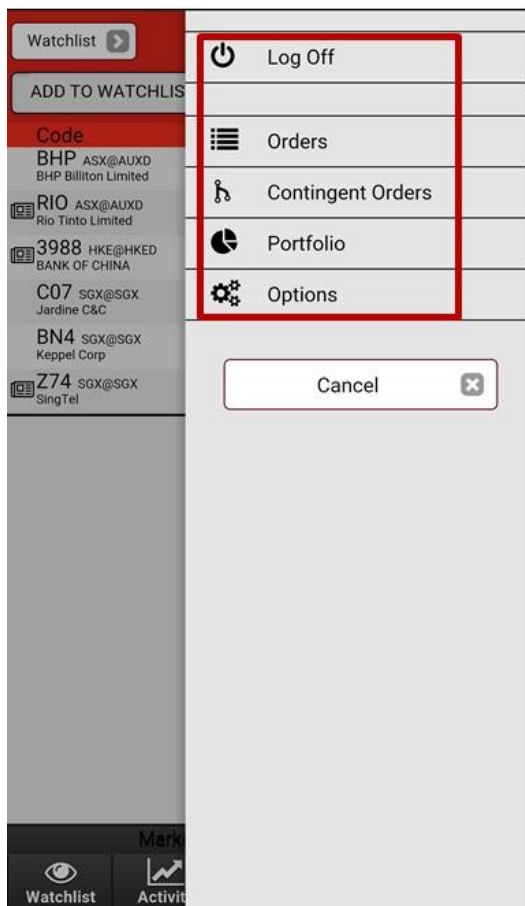 Watchlist
ADD TO WATCHLIS
Code
BHP ASX@AUXD
BHP Billiton Limited
RIO ASX@AUXD
Rio Tinto Limited
3988 HKE@HKED
BANK OF CHINA
C07 SGX@SGX
Jardine C&C
BN4 SGX@SGX
Keppel Corp
Z74 SGX@SGX
SingTel
Log Off
Orders
Contingent Orders
Portfolio
Options
Cancel
Mark
Watchlist
Activit